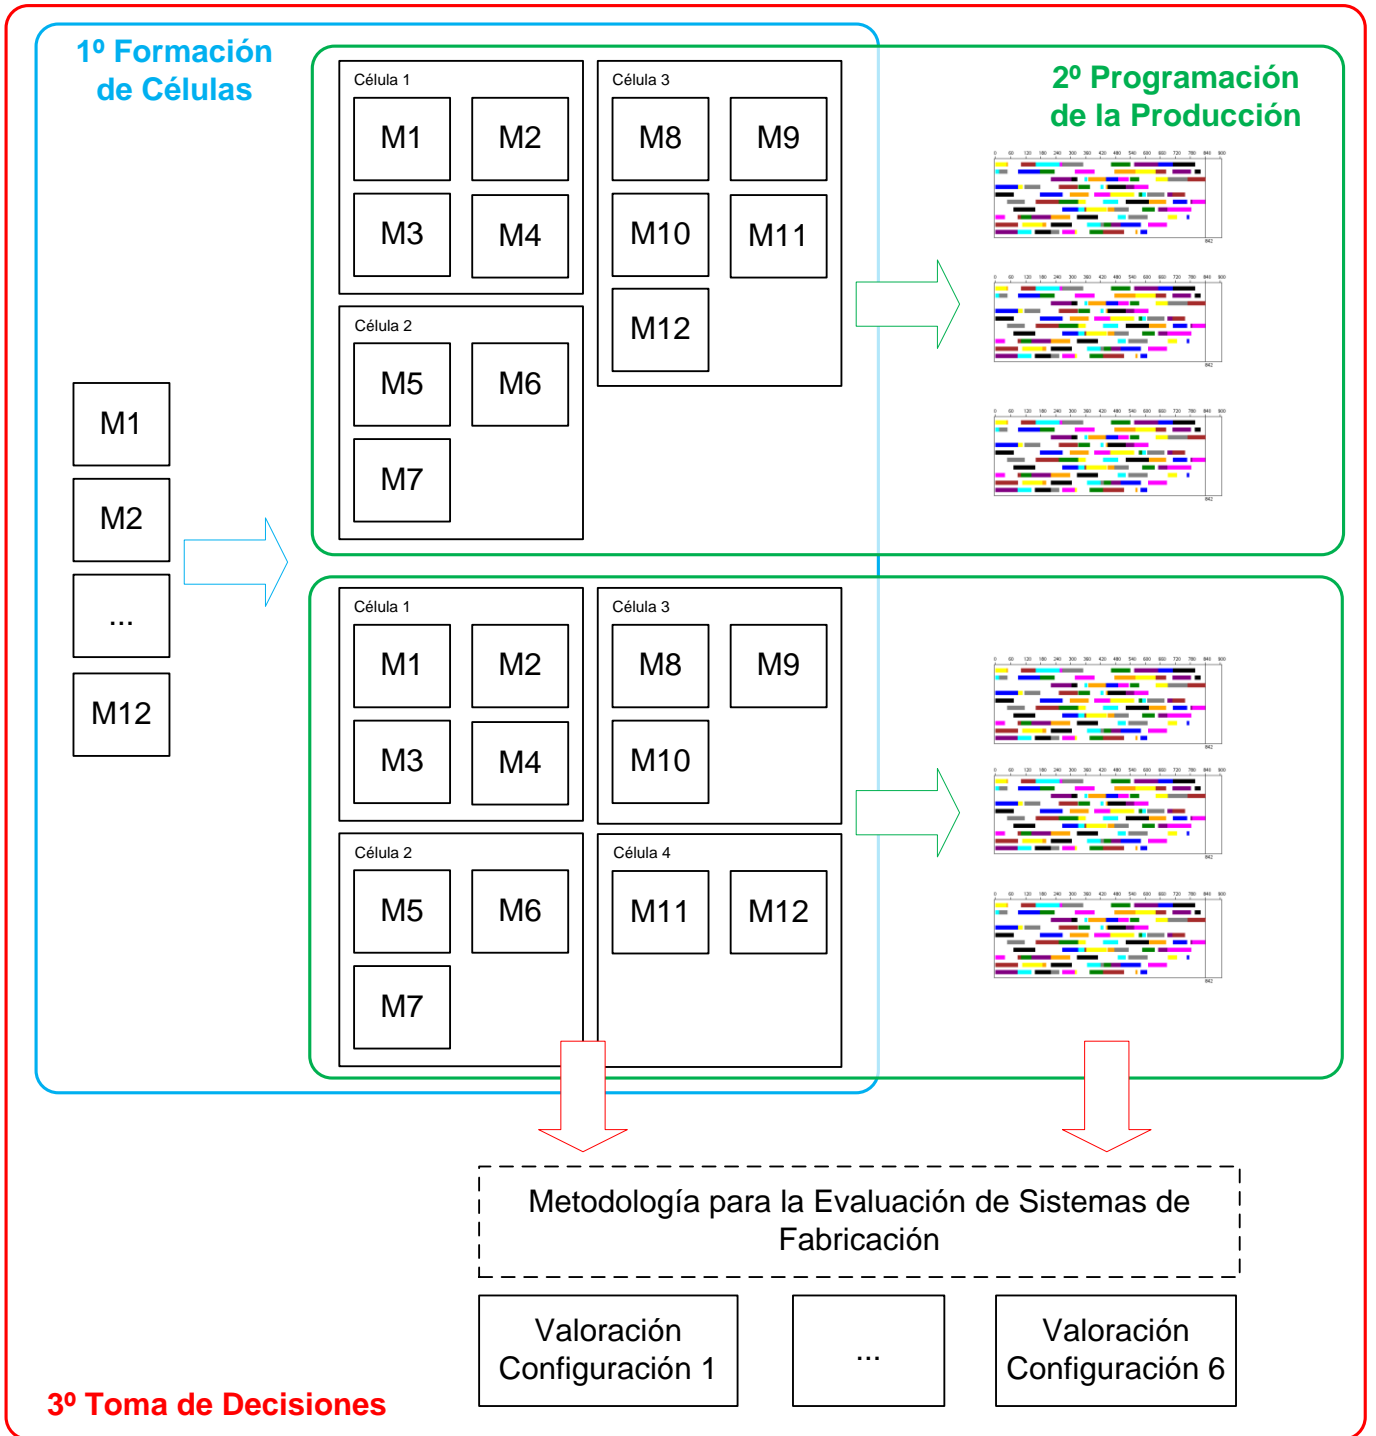 1º Formación
de Células
2º Programación
de la Producción
Célula 1
M1 M2
M3 M4
Célula 3
M8 M9
M10 M11
M12
Célula 2
M5 M6
M7
M1
M2
...
M12
Célula 1
M1 M2
M3 M4
Célula 3
M8 M9
M10
Célula 2
M5 M6
M7
Célula 4
M11 M12
Metodología para la Evaluación de Sistemas de
Fabricación
Valoración
Configuración 1
...
Valoración
Configuración 6
3º Toma de Decisiones